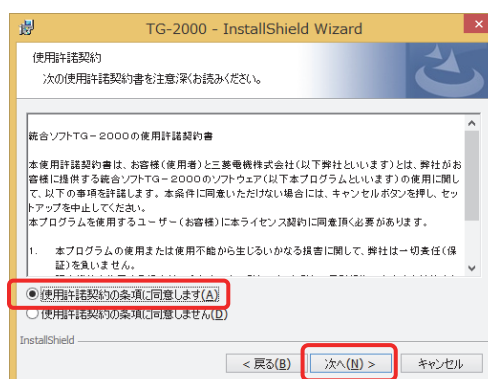 TG-2000 - InstallShield Wizard
使用許諾契約
次の使用許諾契約書を注意深くお読みください。
統合ソフトTG-2000の使用許諾契約書
本使用許諾契約書は、お客様(使用者)と三菱電機株式会社(以下弊社といいます)とは、弊社がお
客様に提供する統合ソフトTG-2000のソフトウェア(以下本プログラムといいます)の使用に関し
て、以下の事項を許諾します。本条件に同意いただけない場合には、キャンセルボタンを押し、セッ
トアップを中止してください。
本プログラムを使用するユーザー(お客様)に本ライセンス契約に同意頂く必要があります。
1. 本プログラムの使用または使用不能から生じるいかなる損害に関して、弊社は一切責任(保
証)を負いません。
使用許諾契約の条項に同意します(A)
使用許諾契約の条項に同意しません(D)
InstallShield
< 戻る(B)
次へ(N) >
キャンセル